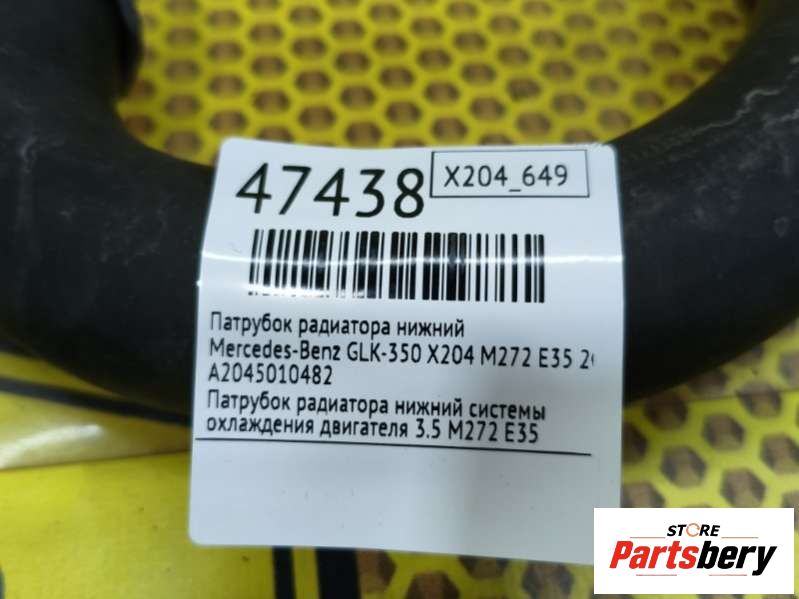 47438
X204_649
Патрубок радиатора нижний
Mercedes-Benz GLK-350 X204 M272 E35
A2045010482
Патрубок радиатора нижний системы
охлаждения двигателя 3.5 M272 E35
STORE
Partsbery